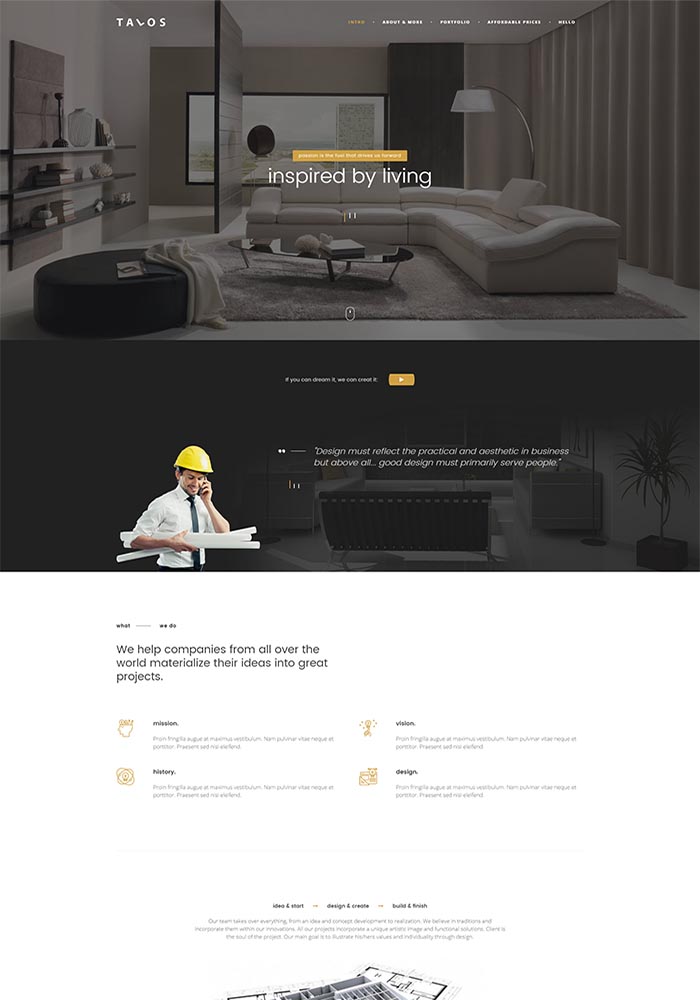 TALOS
INTRO • ABOUT & MORE • PORTFOLIO • AFFORDABLE PRICES • HELLO
passion is the fuel that drives us forward
inspired by living
If you can dream it, we can creat it:
"Design must reflect the practical and aesthetic in business
but above all... good design must primarily serve people."
what we do
We help companies from all over the
world materialize their ideas into great
projects.
mission.
Proin fringilla augue at maximus vestibulum. Nam pulvinar vitae neque et
porttitor. Praesent sed nisi eleifend.
vision.
Proin fringilla augue at maximus vestibulum. Nam pulvinar vitae neque et
porttitor. Praesent sed nisi eleifend.
history.
Proin fringilla augue at maximus vestibulum. Nam pulvinar vitae neque et
porttitor. Praesent sed nisi eleifend.
design.
Proin fringilla augue at maximus vestibulum. Nam pulvinar vitae neque et
porttitor. Praesent sed nisi eleifend.
idea & start → design & create → build & finish
Our team takes over everything, from an idea and concept development to realization. We believe in traditions and
incorporate them within our innovations. All our projects incorporate a unique artistic image and functional solutions. Client is
the soul of the project. Our main goal is to illustrate his/hers values and individuality through design.